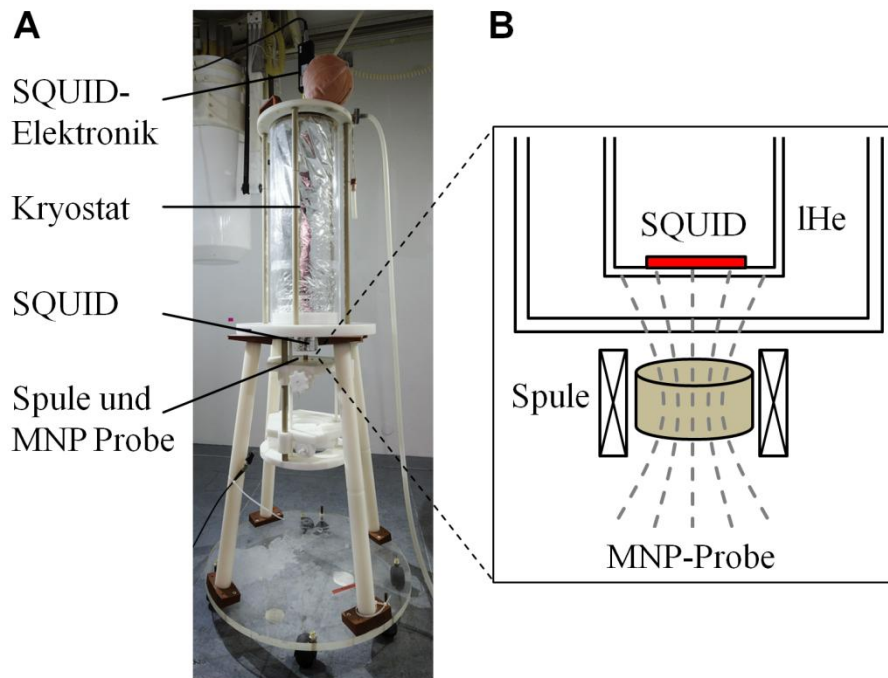 A
SQUID-
Elektronik
Kryostat
SQUID
Spule und
MNP Probe
B
SQUID
lHe
Spule
MNP-Probe